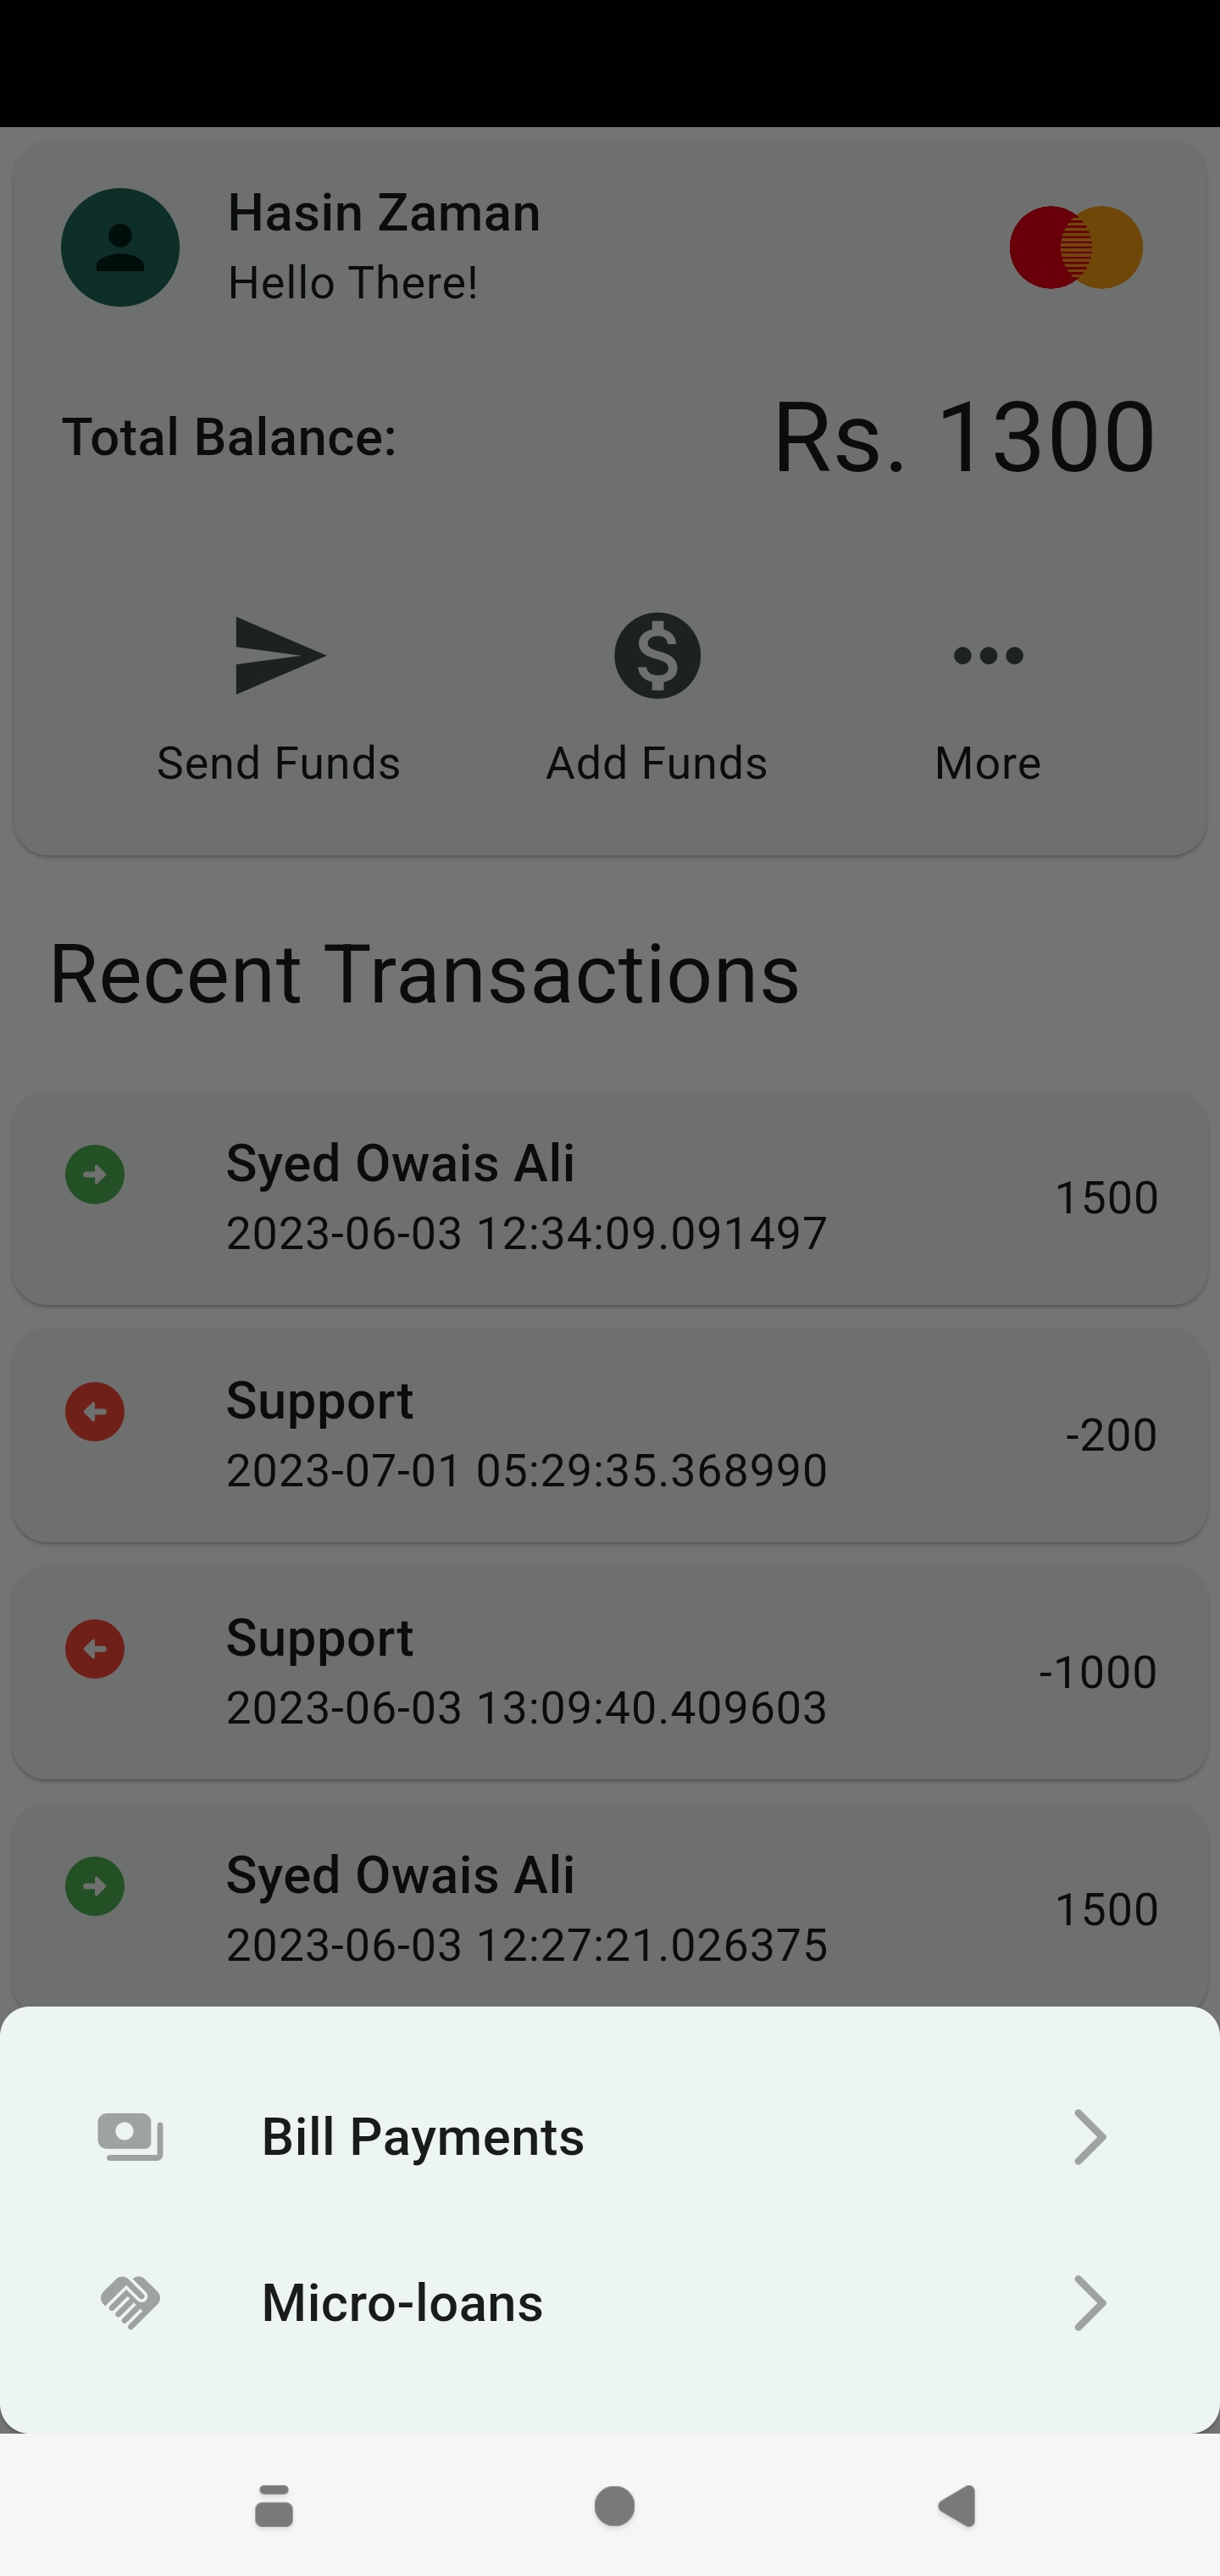 Hasin Zaman
Hello There!
Total Balance:
Rs. 1300
Send Funds
Add Funds
More
Recent Transactions
Syed Owais Ali
1500
2023-06-03 12:34:09.091497
Support
-200
2023-07-01 05:29:35.368990
Support
-1000
2023-06-03 13:09:40.409603
Syed Owais Ali
1500
2023-06-03 12:27:21.026375
Bill Payments
Micro-loans